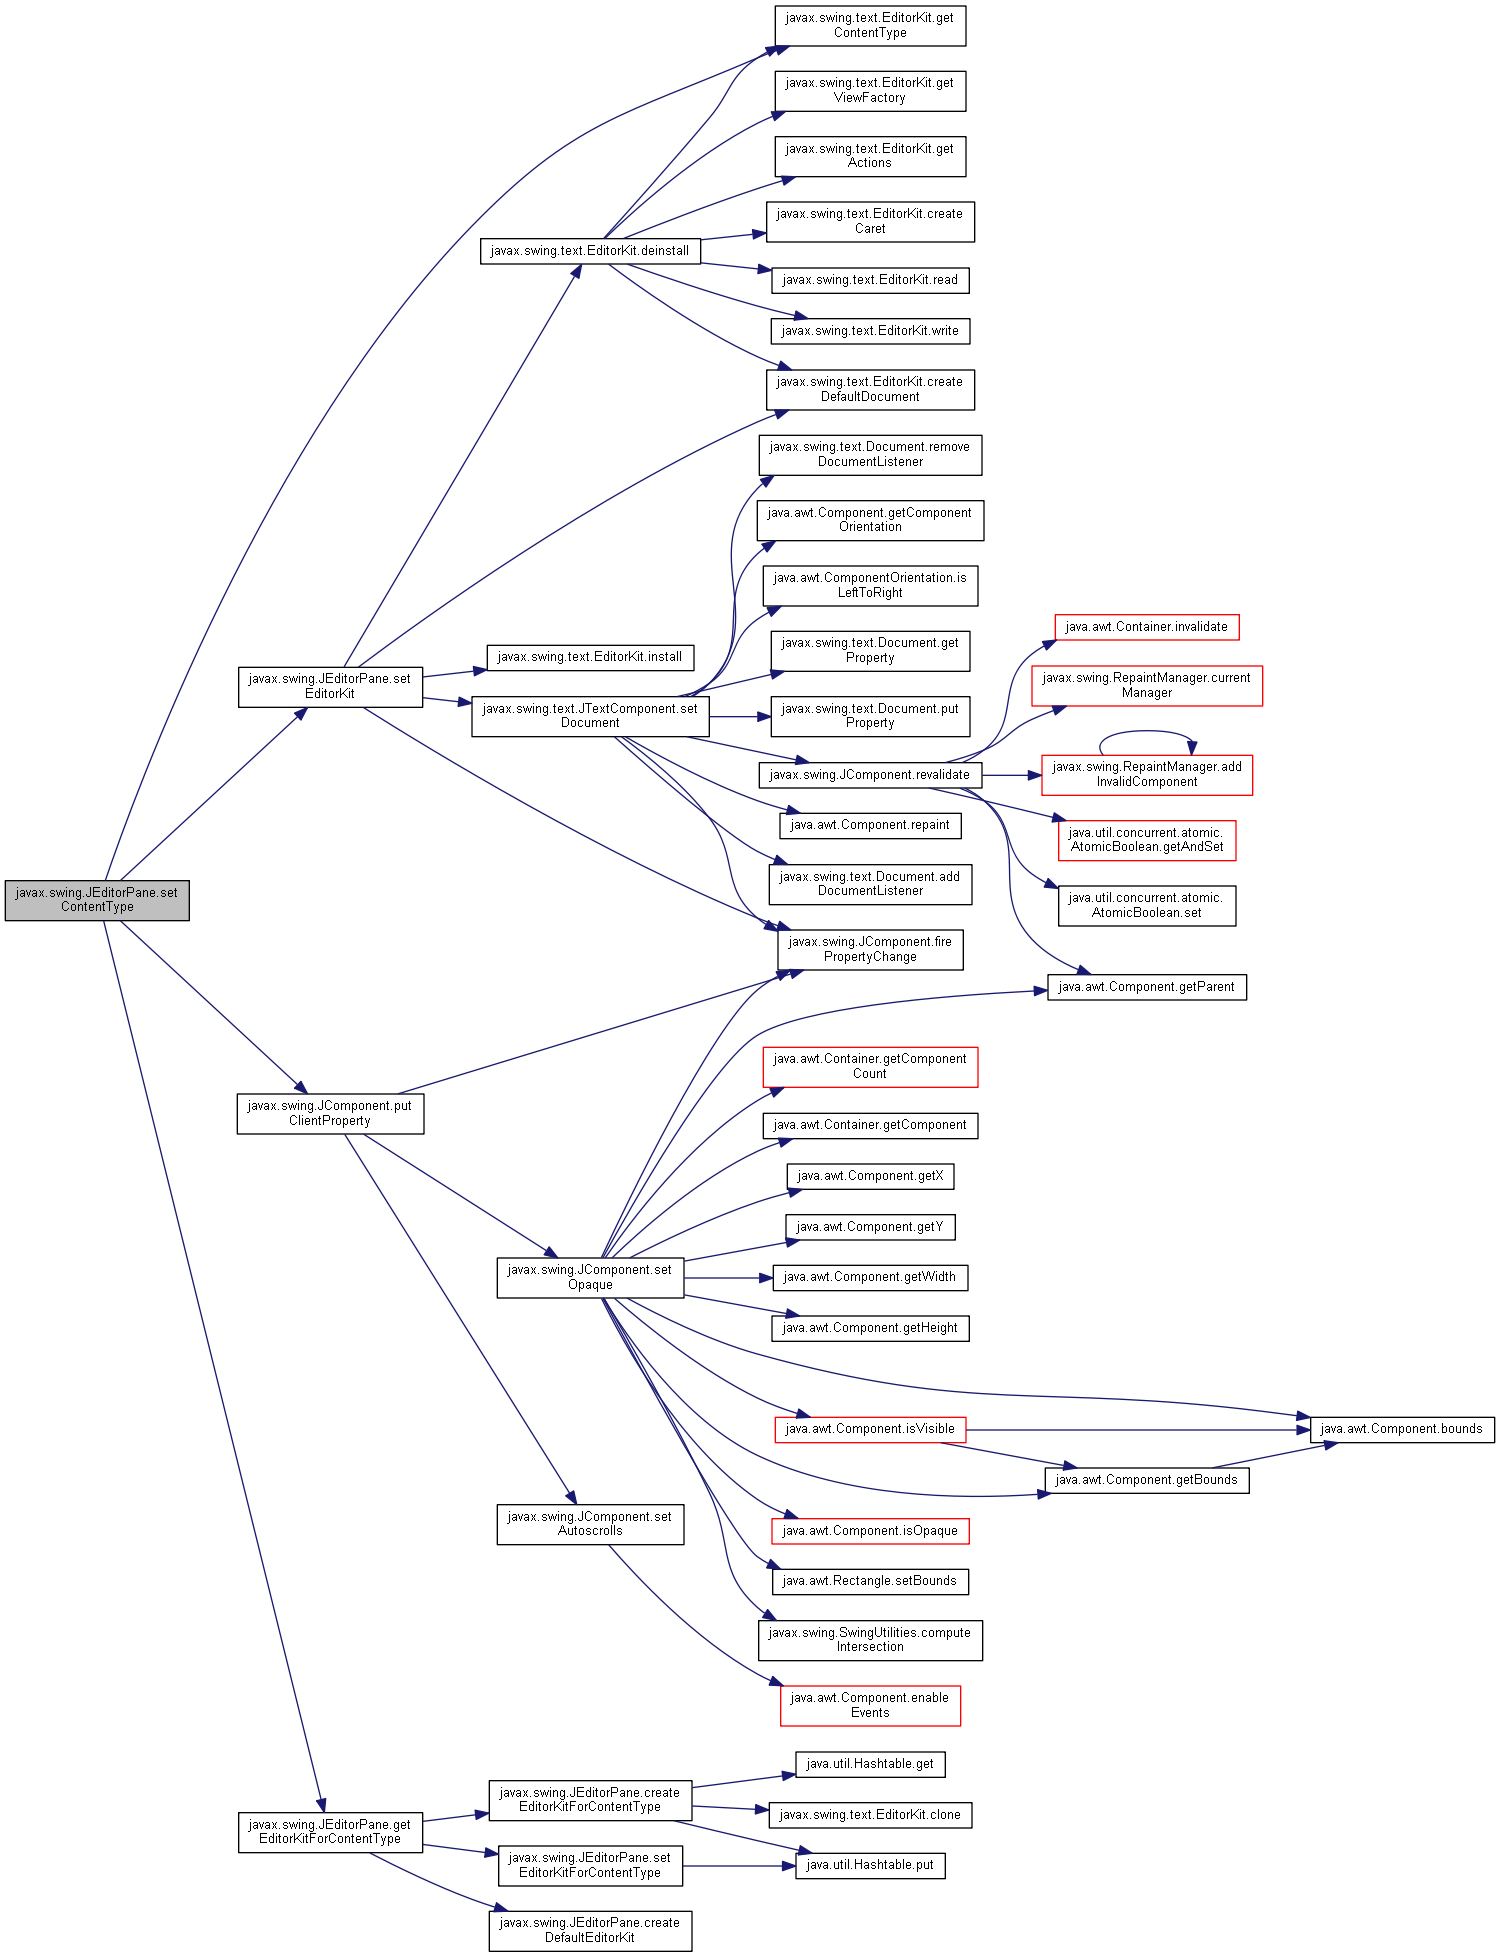 javax.swing.text.EditorKit.get
ContentType
javax.swing.text.EditorKit.get
ViewFactory
javax.swing.text.EditorKit.get
Actions
javax.swing.text.EditorKit.create
Caret
javax.swing.text.EditorKit.deinstall
javax.swing.text.EditorKit.read
javax.swing.text.EditorKit.write
javax.swing.text.EditorKit.create
DefaultDocument
javax.swing.text.Document.remove
DocumentListener
java.awt.Component.getComponent
Orientation
java.awt.ComponentOrientation.is
LeftToRight
java.awt.Container.invalidate
javax.swing.text.Document.get
Property
javax.swing.text.EditorKit.install
javax.swing.JEditorPane.set
EditorKit
javax.swing.RepaintManager.current
Manager
javax.swing.text.JTextComponent.set
Document
javax.swing.text.Document.put
Property
javax.swing.JComponent.revalidate
javax.swing.RepaintManager.add
InvalidComponent
java.awt.Component.repaint
java.util.concurrent.atomic.
AtomicBoolean.getAndSet
javax.swing.text.Document.add
DocumentListener
javax.swing.JEditorPane.set
ContentType
java.util.concurrent.atomic.
AtomicBoolean.set
javax.swing.JComponent.fire
PropertyChange
java.awt.Component.getParent
java.awt.Container.getComponent
Count
javax.swing.JComponent.put
ClientProperty
java.awt.Container.getComponent
java.awt.Component.getX
java.awt.Component.getY
javax.swing.JComponent.set
Opaque
java.awt.Component.getWidth
java.awt.Component.getHeight
java.awt.Component.isVisible
java.awt.Component.bounds
java.awt.Component.getBounds
javax.swing.JComponent.set
Autoscrolls
java.awt.Component.isOpaque
java.awt.Rectangle.setBounds
javax.swing.SwingUtilities.compute
Intersection
java.awt.Component.enable
Events
java.util.Hashtable.get
javax.swing.JEditorPane.create
EditorKitForContentType
javax.swing.text.EditorKit.clone
javax.swing.JEditorPane.get
EditorKitForContentType
javax.swing.JEditorPane.set
EditorKitForContentType
java.util.Hashtable.put
javax.swing.JEditorPane.create
DefaultEditorKit